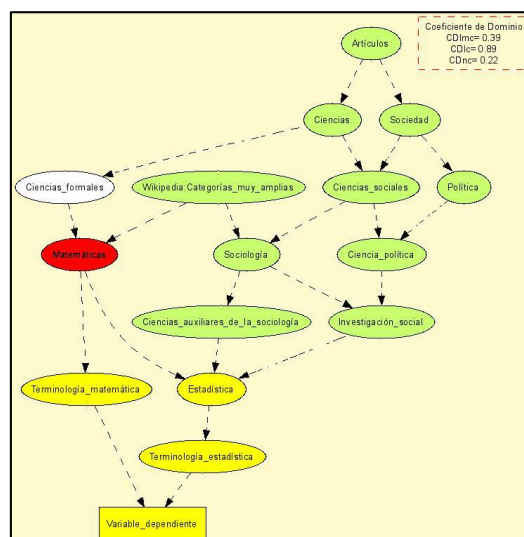 Coeficiente de Dominio
CDImc= 0.39
CDIc= 0.89
CDnc= 0.22
Artículos
Ciencias
Sociedad
Ciencias_formales
Wikipedia:Categorías_muy_amplias
Ciencias_sociales
Política
Matemáticas
Sociología
Ciencia_política
Ciencias_auxiliares_de_la_sociología
Investigación_social
Terminología_matemática
Estadística
Terminología_estadística
Variable_dependiente